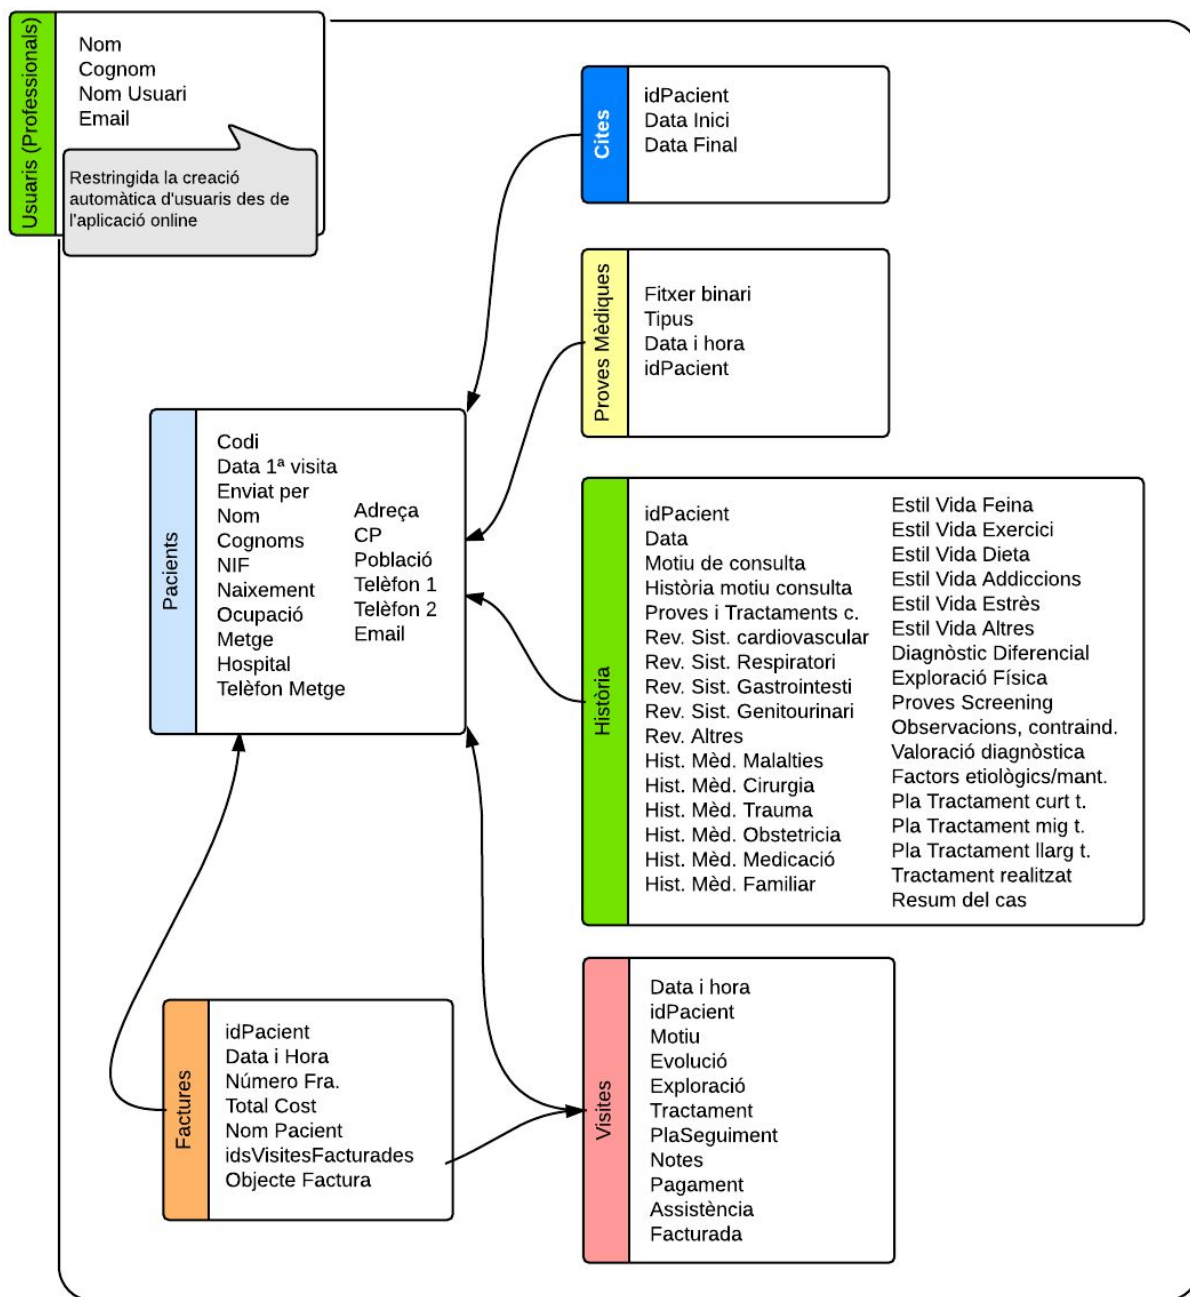 Usuaris (Professionals)
Nom
Cognom
Nom Usuari
Email
Restringida la creació
automàtica d'usuaris des de
l'aplicació online
Cites
idPacient
Data Inici
Data Final
Proves Mèdiques
Fitxer binari
Tipus
Data i hora
idPacient
Pacients
Codi
Data 1ª visita
Enviat per
Nom
Cognoms
NIF
Naixement
Ocupació
Metge
Hospital
Telèfon Metge
Adreça
CP
Població
Telèfon 1
Telèfon 2
Email
Història
idPacient
Data
Motiu de consulta
Història motiu consulta
Proves i Tractaments c.
Rev. Sist. cardiovascular
Rev. Sist. Respiratori
Rev. Sist. Gastrointesti
Rev. Sist. Genitourinari
Rev. Altres
Hist. Mèd. Malalties
Hist. Mèd. Cirurgia
Hist. Mèd. Trauma
Hist. Mèd. Obstetricia
Hist. Mèd. Medicació
Hist. Mèd. Familiar
Estil Vida Feina
Estil Vida Exercici
Estil Vida Dieta
Estil Vida Addiccions
Estil Vida Estrès
Estil Vida Altres
Diagnòstic Diferencial
Exploració Física
Proves Screening
Observacions, contraind.
Valoració diagnòstica
Factors etiològics/mant.
Pla Tractament curt t.
Pla Tractament mig t.
Pla Tractament llarg t.
Tractament realitzat
Resum del cas
Factures
idPacient
Data i Hora
Número Fra.
Total Cost
Nom Pacient
idsVisitesFacturades
Objecte Factura
Visites
Data i hora
idPacient
Motiu
Evolució
Exploració
Tractament
PlaSeguiment
Notes
Pagament
Assistència
Facturada